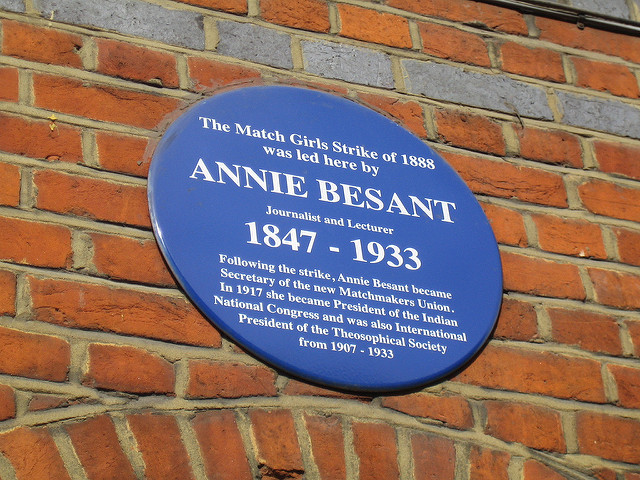 The Match Girls Strike of 1888
was led here by
ANNIE BESANT
Journalist and Lecturer
1847 - 1933
Following the strike, Annie Besant became
Secretary of the new Matchmakers Union.
In 1917 she became President of the Indian
National Congress and was also International
President of the Theosophical Society
from 1907 - 1933